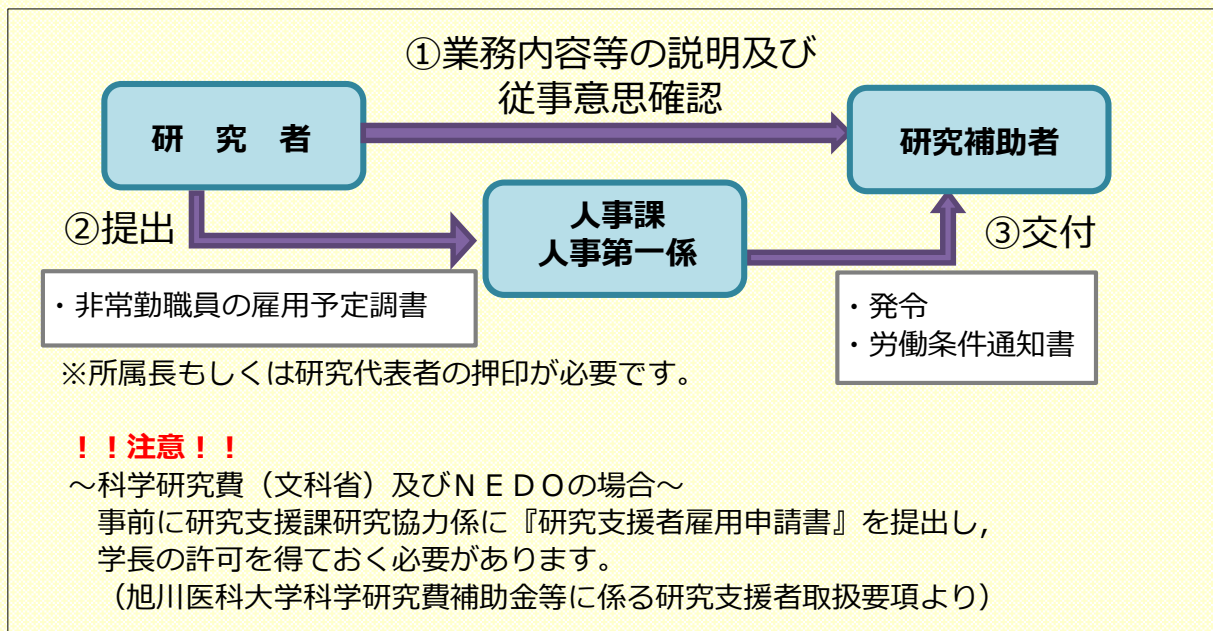 ①業務内容等の説明及び
従事意思確認
研　究　者
研究補助者
②提出
人事課
人事第一係
③交付
・非常勤職員の雇用予定調書
・発令
・労働条件通知書
※所属長もしくは研究代表者の押印が必要です。
！！注意！！
～科学研究費（文科省）及びＮＥＤＯの場合～
事前に研究支援課研究協力係に『研究支援者雇用申請書』を提出し，
学長の許可を得ておく必要があります。
（旭川医科大学科学研究費補助金等に係る研究支援者取扱要項より）